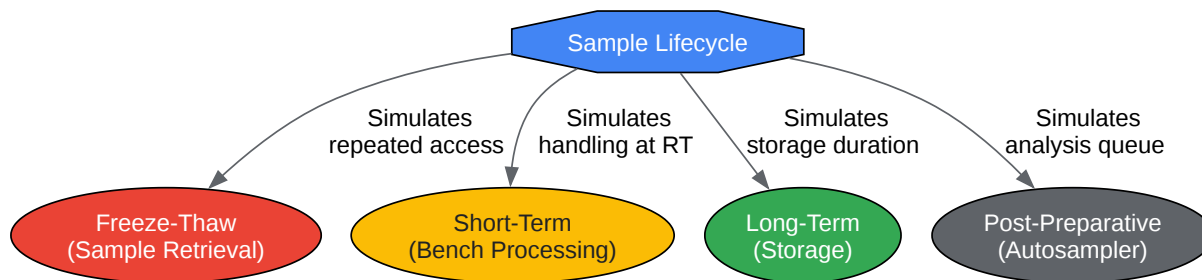 Sample Lifecycle
Simulates
repeated access
Simulates
handling at RT
Simulates
storage duration
Simulates
analysis queue
Freeze-Thaw
(Sample Retrieval)
Short-Term
(Bench Processing)
Long-Term
(Storage)
Post-Preparative
(Autosampler)